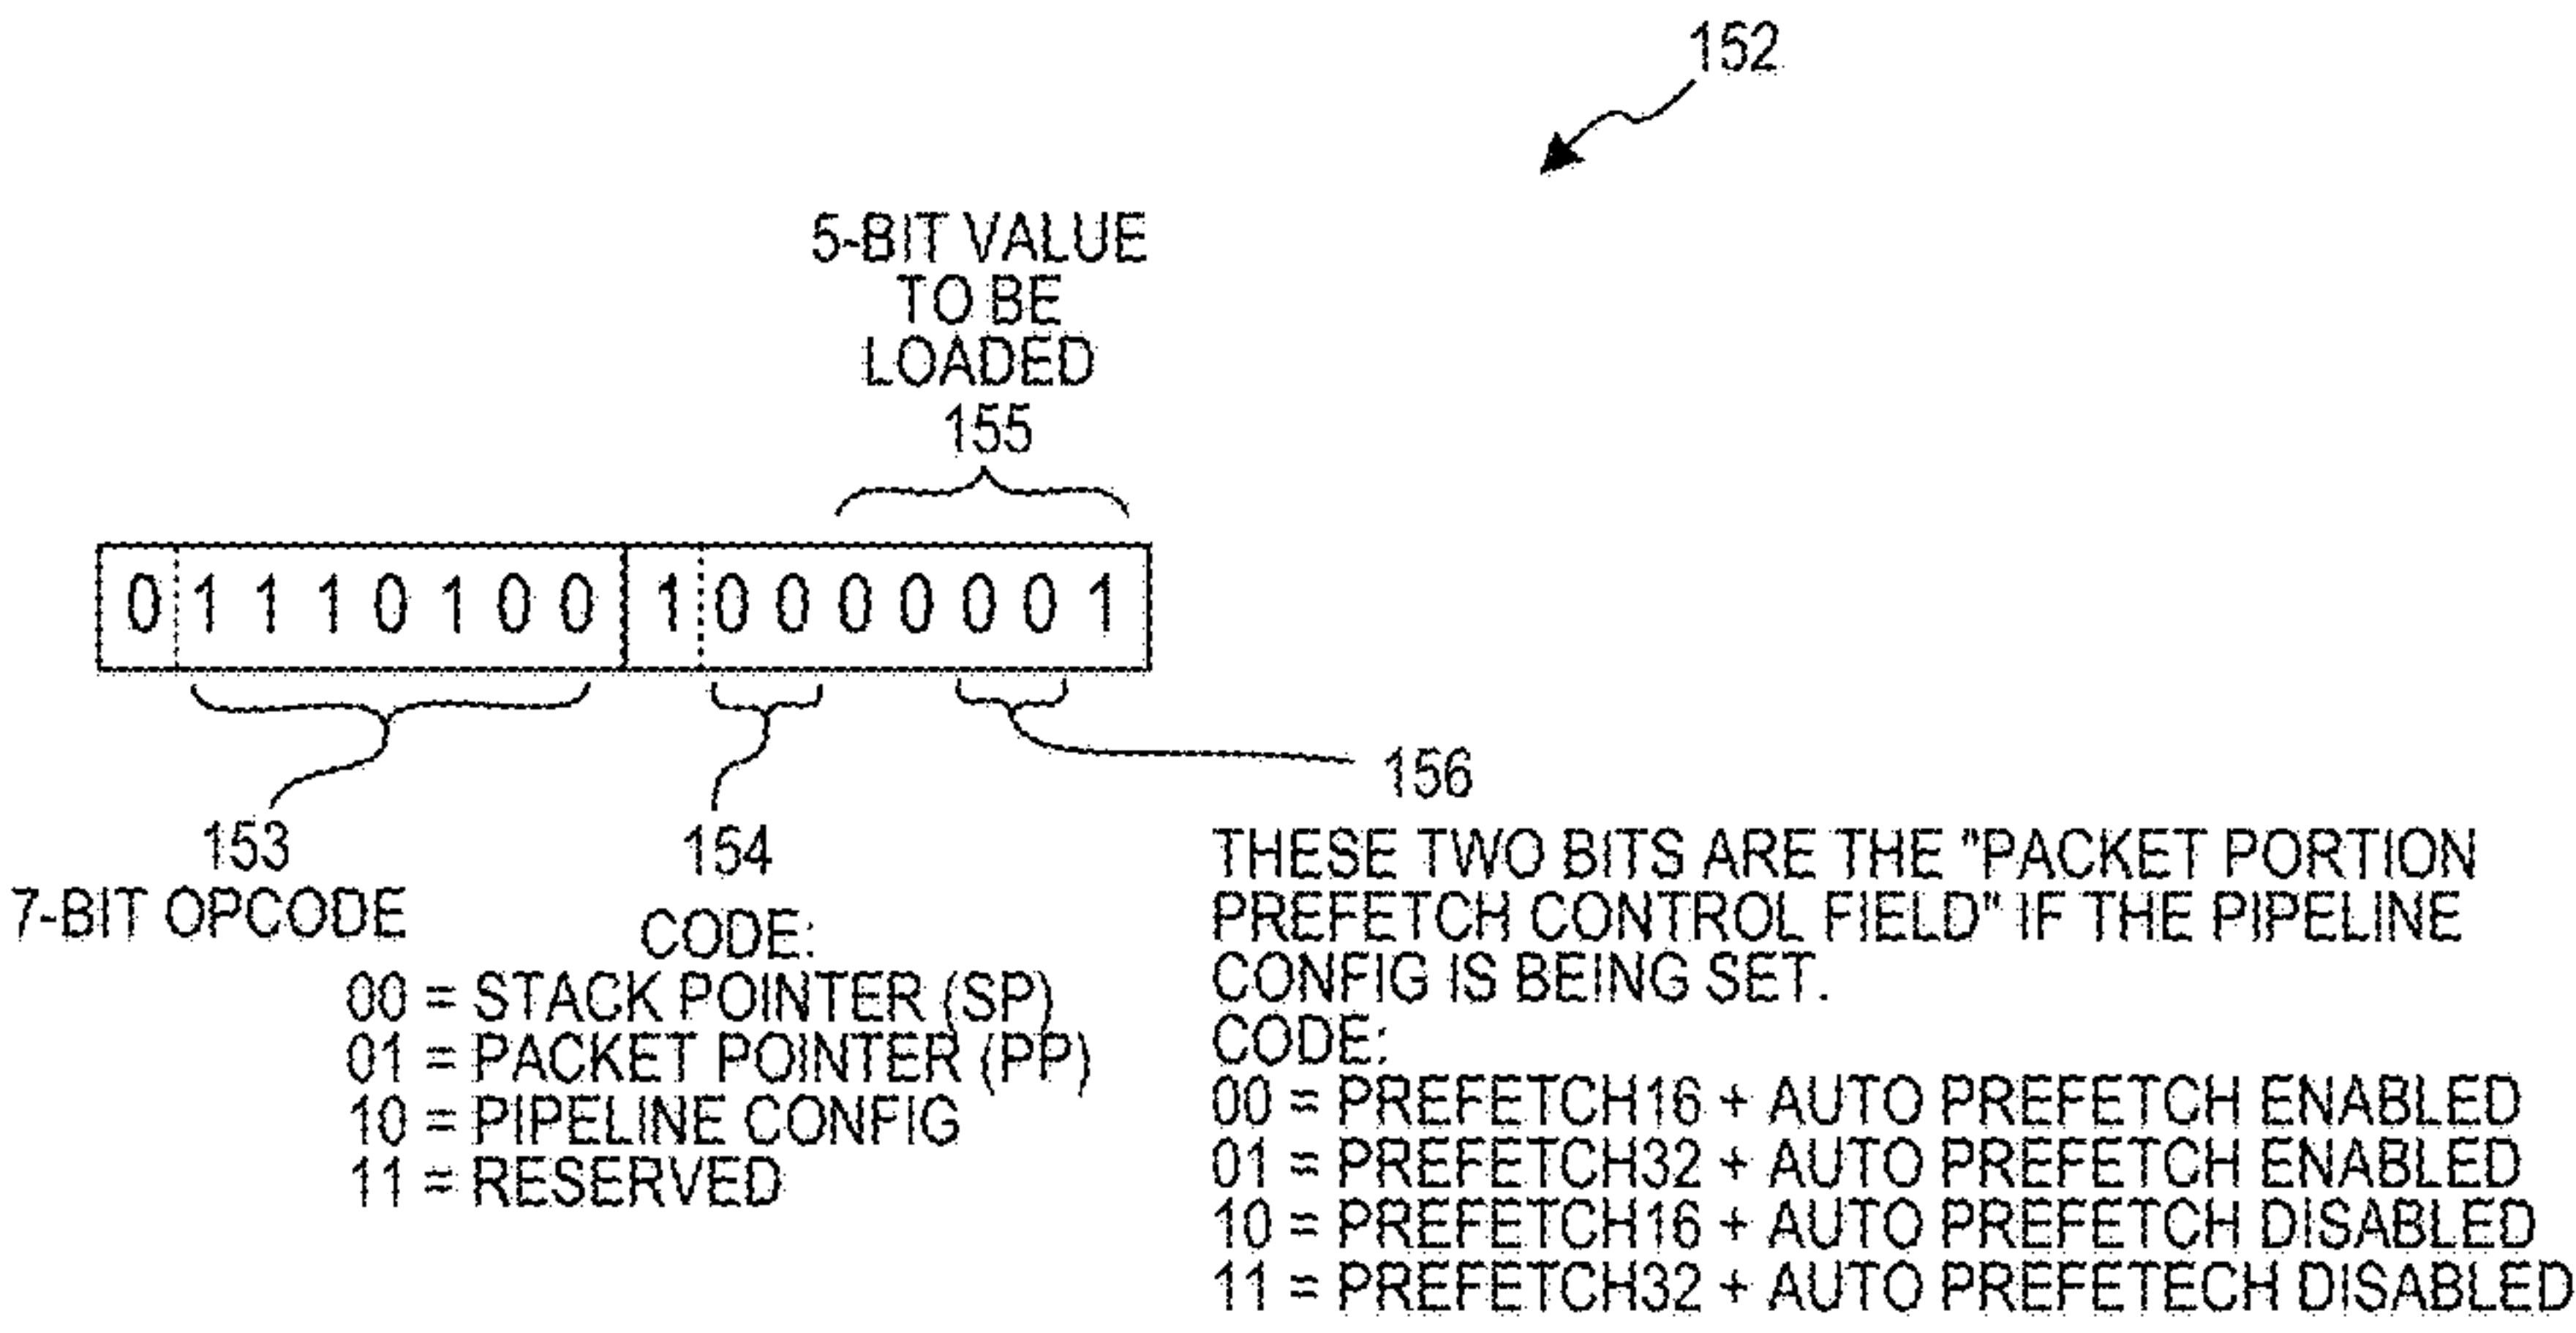 152
5-BIT VALUE
TO BE
LOADED
155
0 1 1 1 0 1 0 0 1 0 0 0 0 0 0 1
153
7-BIT OPCODE
154
CODE:
00 = STACK POINTER (SP)
01 = PACKET POINTER (PP)
10 = PIPELINE CONFIG
11 = RESERVED
156
THESE TWO BITS ARE THE "PACKET PORTION
PREFETCH CONTROL FIELD" IF THE PIPELINE
CONFIG IS BEING SET.
CODE:
00 = PREFETCH16 + AUTO PREFETCH ENABLED
01 = PREFETCH32 + AUTO PREFETCH ENABLED
10 = PREFETCH16 + AUTO PREFETCH DISABLED
11 = PREFETCH32 + AUTO PREFETECH DISABLED